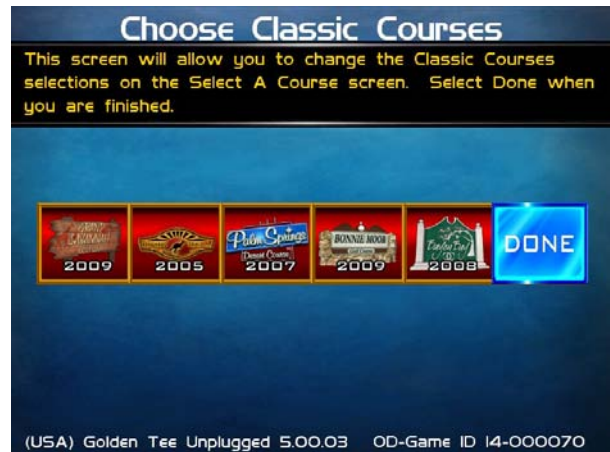 Choose Classic Courses
This screen will allow you to change the Classic Courses
selections on the Select A Course screen. Select Done when
you are finished.
Palm Springs
Desert Course
BONNIE MOOR
DONE
2009 2005 2007 2009 2008
(USA) Golden Tee Unplugged 5.00.03 OD-Game ID 14-000070